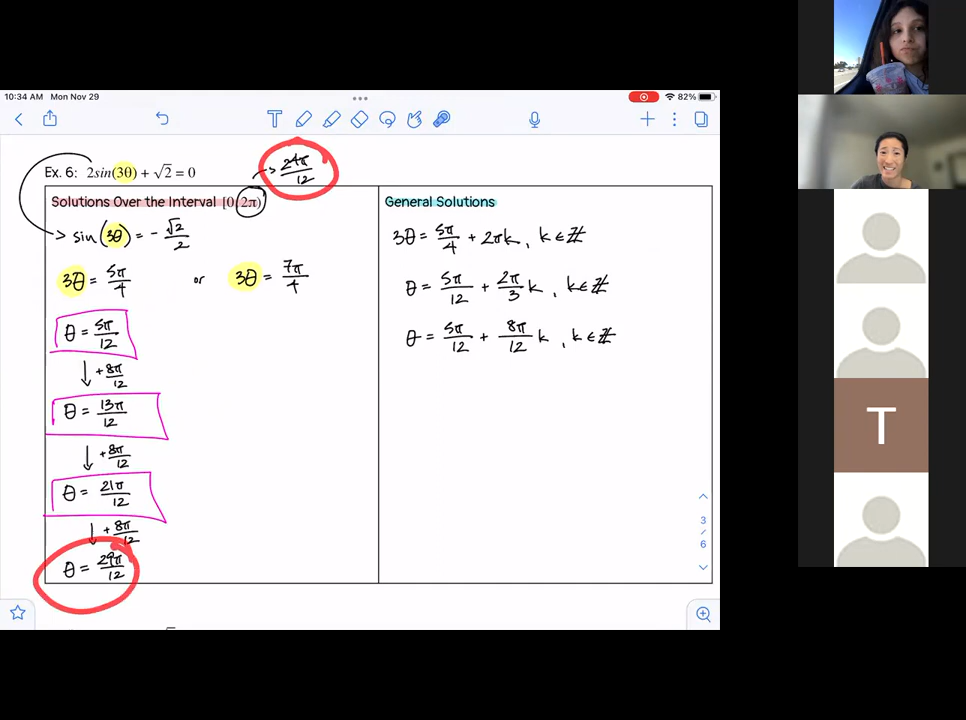 10:34 AM Mon Nov 29
82%
T
Ex. 6: 2sin(3θ) + √2 = 0
-> 24π/12
Solutions Over the Interval [0, 2π)
General Solutions
> sin(3θ) = -√2/2
3θ = 5π/4 + 2πk, k ∈ ℤ
3θ = 5π/4 or 3θ = 7π/4
θ = 5π/12 + 2π/3 k, k ∈ ℤ
θ = 5π/12
θ = 5π/12 + 8π/12 k, k ∈ ℤ
↓ +8π/12
θ = 13π/12
↓ +8π/12
θ = 21π/12
↓ +8π/12
θ = 29π/12
3
/
6
T